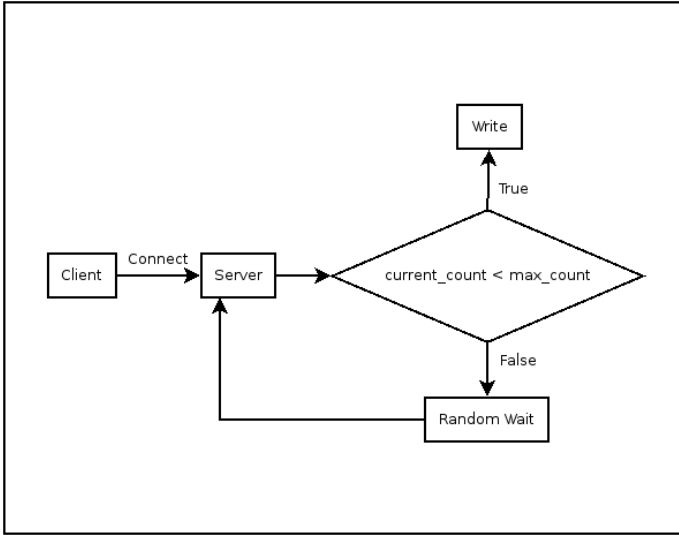 Write
True
Client
Connect
Server
current_count < max_count
False
Random Wait